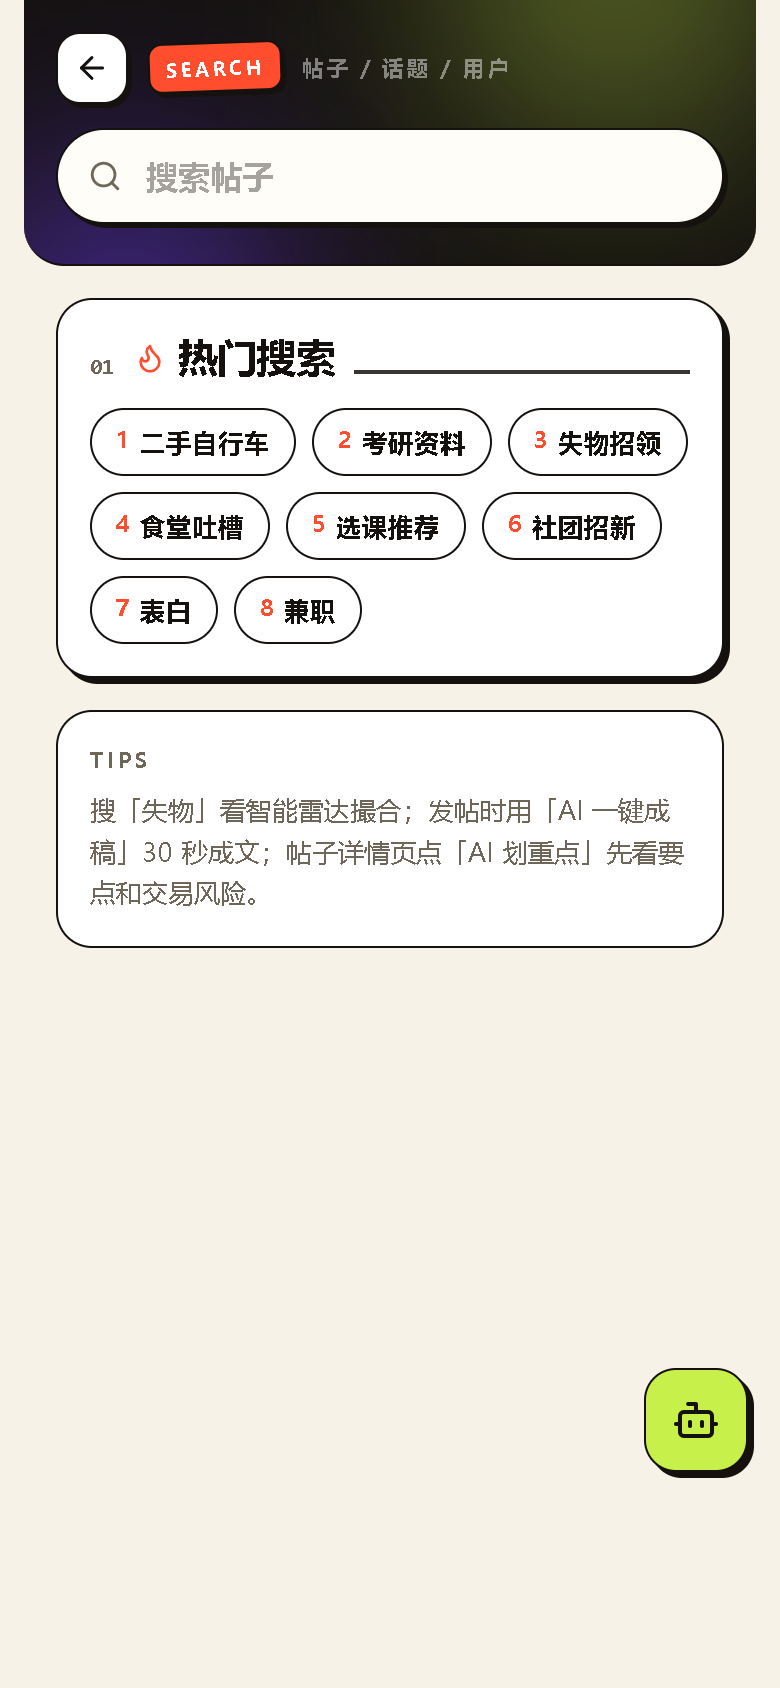 SEARCH 帖子 / 话题 / 用户
搜索帖子
01 热门搜索
1 二手自行车 2 考研资料 3 失物招领
4 食堂吐槽 5 选课推荐 6 社团招新
7 表白 8 兼职
TIPS
搜「失物」看智能雷达撮合；发帖时用「AI 一键成
稿」30 秒成文；帖子详情页点「AI 划重点」先看要
点和交易风险。